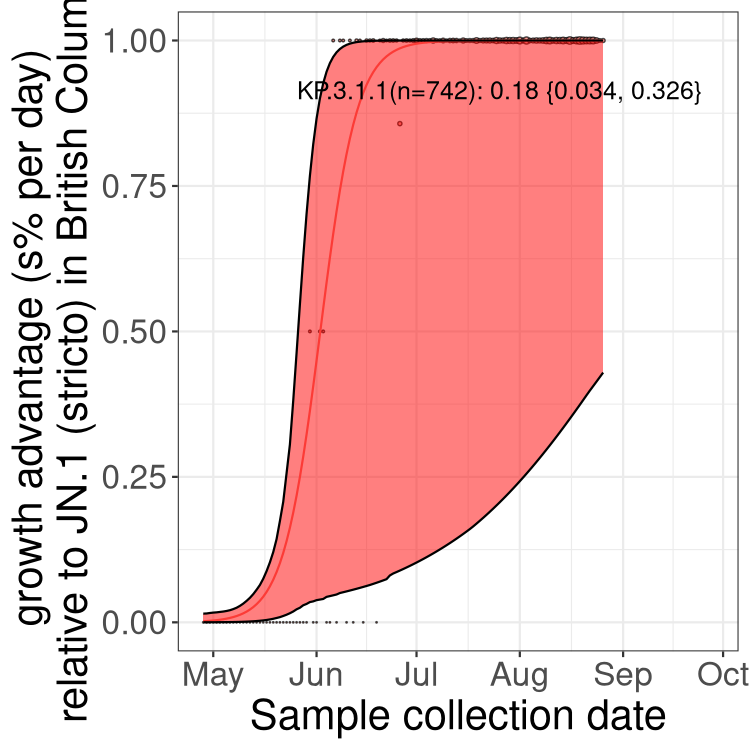 growth advantage (s% per day)
relative to JN.1 (stricto) in British Colum
1.00
0.75
0.50
0.25
0.00
KP.3.1.1(n=742): 0.18 {0.034, 0.326}
May Jun Jul Aug Sep Oct
Sample collection date